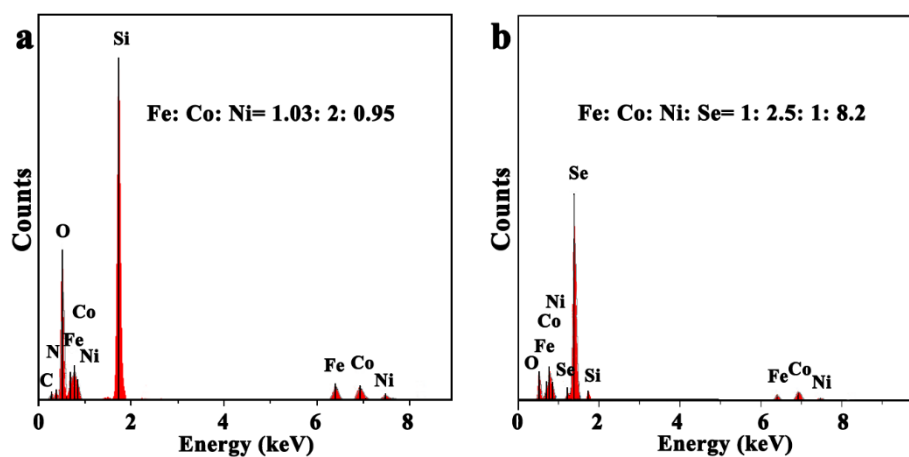 a
Si
Fe: Co: Ni= 1.03: 2: 0.95
O
Co
N
Fe
Ni
C
Fe
Co
Ni
Counts
0
2
4
6
8
Energy (keV)
b
Fe: Co: Ni: Se= 1: 2.5: 1: 8.2
Se
Ni
Co
Fe
O
Se
Si
Fe
Co
Ni
Counts
0
2
4
6
8
Energy (keV)